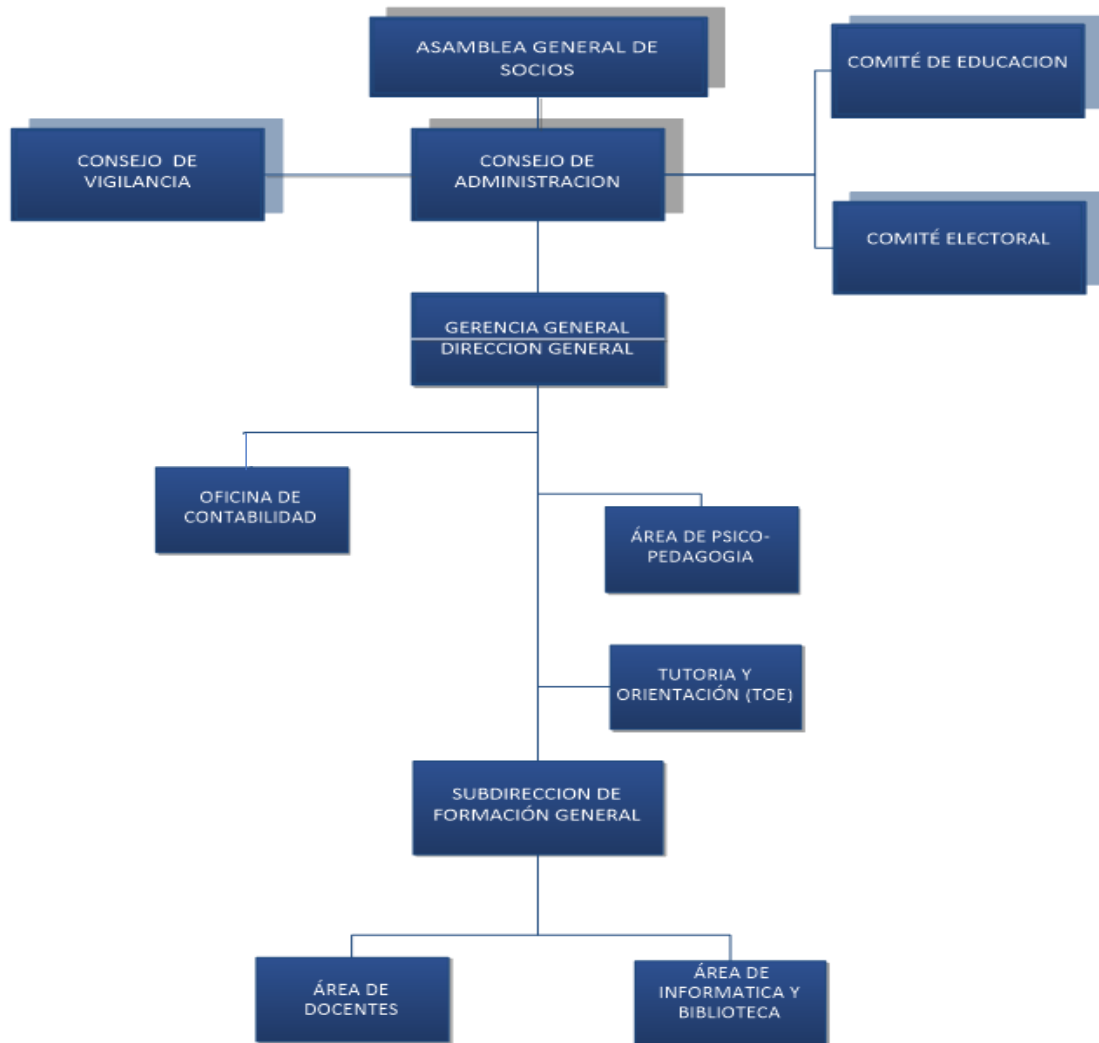 ASAMBLEA GENERAL DE
SOCIOS
COMITÉ DE EDUCACION
CONSEJO DE
VIGILANCIA
CONSEJO DE
ADMINISTRACION
COMITÉ ELECTORAL
GERENCIA GENERAL
DIRECCION GENERAL
OFICINA DE
CONTABILIDAD
ÁREA DE PSICO-
PEDAGOGIA
TUTORIA Y
ORIENTACIÓN (TOE)
SUBDIRECCION DE
FORMACIÓN GENERAL
ÁREA DE
DOCENTES
ÁREA DE
INFORMATICA Y
BIBLIOTECA